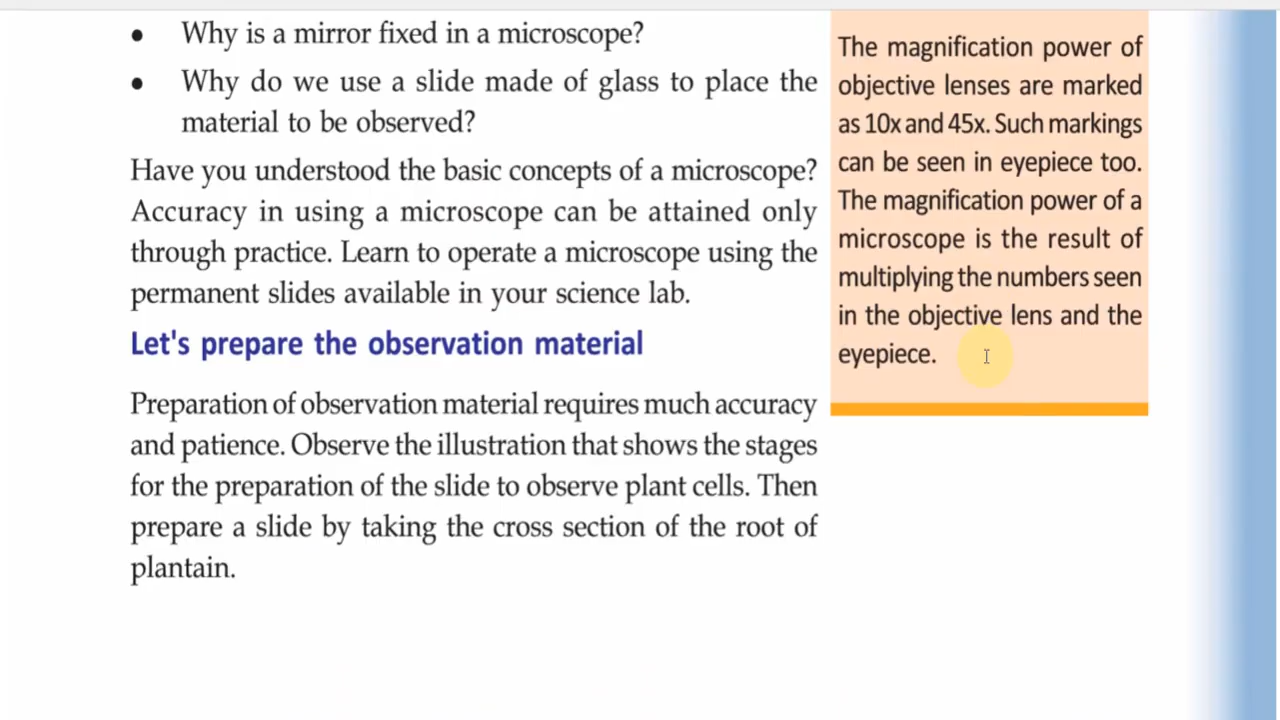 • Why is a mirror fixed in a microscope?
• Why do we use a slide made of glass to place the
material to be observed?
Have you understood the basic concepts of a microscope?
Accuracy in using a microscope can be attained only
through practice. Learn to operate a microscope using the
permanent slides available in your science lab.
Let's prepare the observation material
Preparation of observation material requires much accuracy
and patience. Observe the illustration that shows the stages
for the preparation of the slide to observe plant cells. Then
prepare a slide by taking the cross section of the root of
plantain.
The magnification power of
objective lenses are marked
as 10x and 45x. Such markings
can be seen in eyepiece too.
The magnification power of a
microscope is the result of
multiplying the numbers seen
in the objective lens and the
eyepiece.